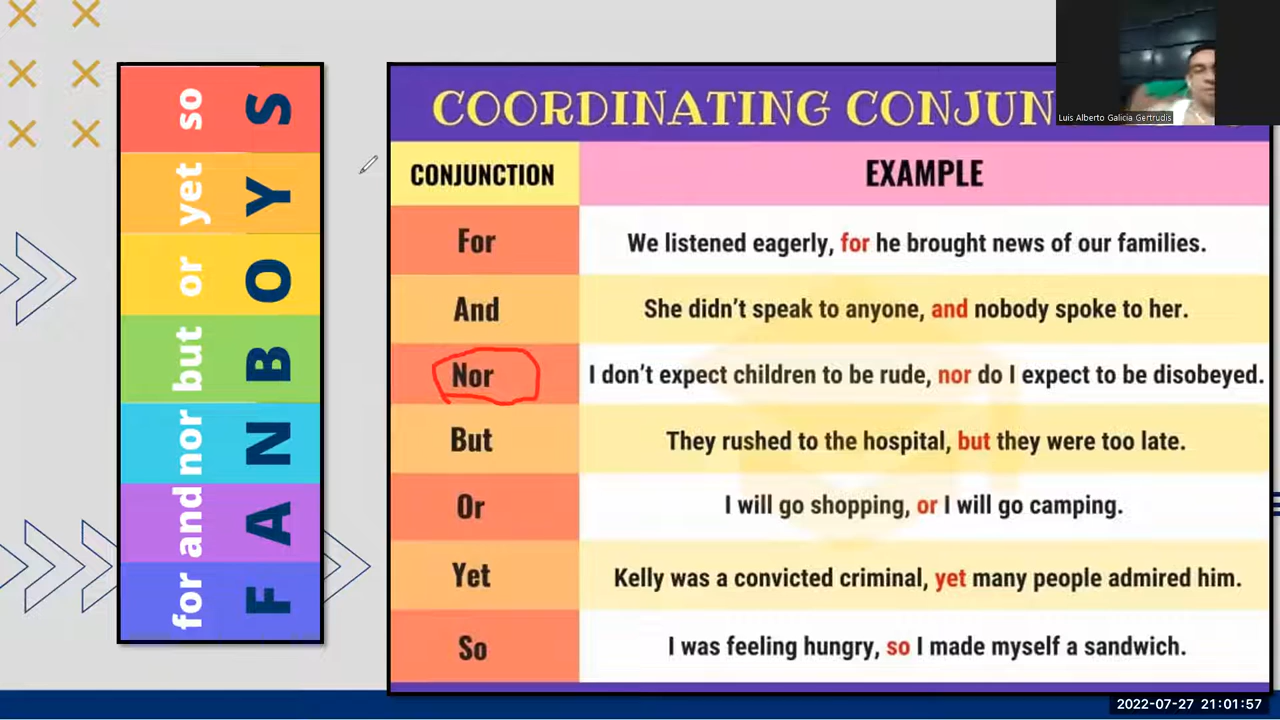 so
S
yet
Y
or
O
but
B
nor
N
and
A
for
F
COORDINATING CONJUN
Luis Alberto Galicia Gertrudis
CONJUNCTION
EXAMPLE
For
We listened eagerly, for he brought news of our families.
And
She didn't speak to anyone, and nobody spoke to her.
Nor
I don't expect children to be rude, nor do I expect to be disobeyed.
But
They rushed to the hospital, but they were too late.
Or
I will go shopping, or I will go camping.
Yet
Kelly was a convicted criminal, yet many people admired him.
So
I was feeling hungry, so I made myself a sandwich.
2022-07-27 21:01:57